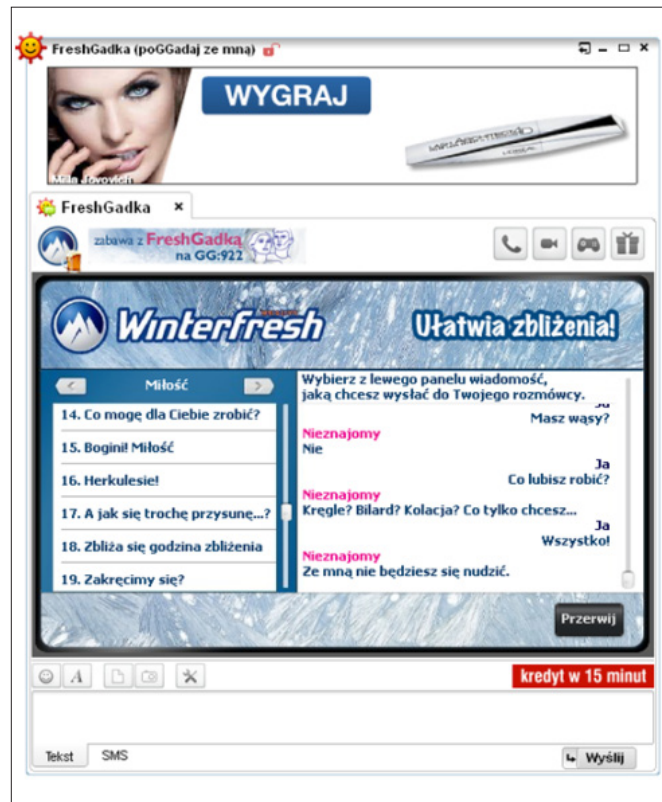 FreshGadka (poGGadaj ze mną)
WYGRAJ
Milla Jovovich
FreshGadka
zabawa z FreshGadką
na GG:922
Winterfresh
Ułatwia zbliżenia!
Miłość
14. Co mogę dla Ciebie zrobić?
15. Bogini! Miłość
16. Herkulesie!
17. A jak się trochę przysunę...?
18. Zbliża się godzina zbliżenia
19. Zakręcimy się?
Wybierz z lewego panelu wiadomość,
jaką chcesz wysłać do Twojego rozmówcy.
Ja
Masz wąsy?
Nieznajomy
Nie
Ja
Co lubisz robić?
Nieznajomy
Kręgle? Bilard? Kolacja? Co tylko chcesz...
Ja
Wszystko!
Nieznajomy
Ze mną nie będziesz się nudzić.
Przerwij
kredyt w 15 minut
Tekst
SMS
Wyślij